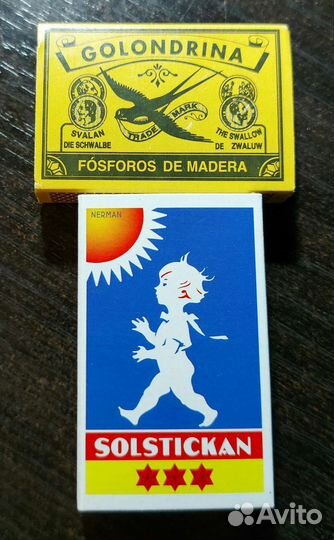 GOLONDRINA
TRADE MARK
SVALAN THE SWALLOW
DIE SCHWALBE DE ZWALUW
FÓSFOROS DE MADERA
NERMAN
SOLSTICKAN
Avito